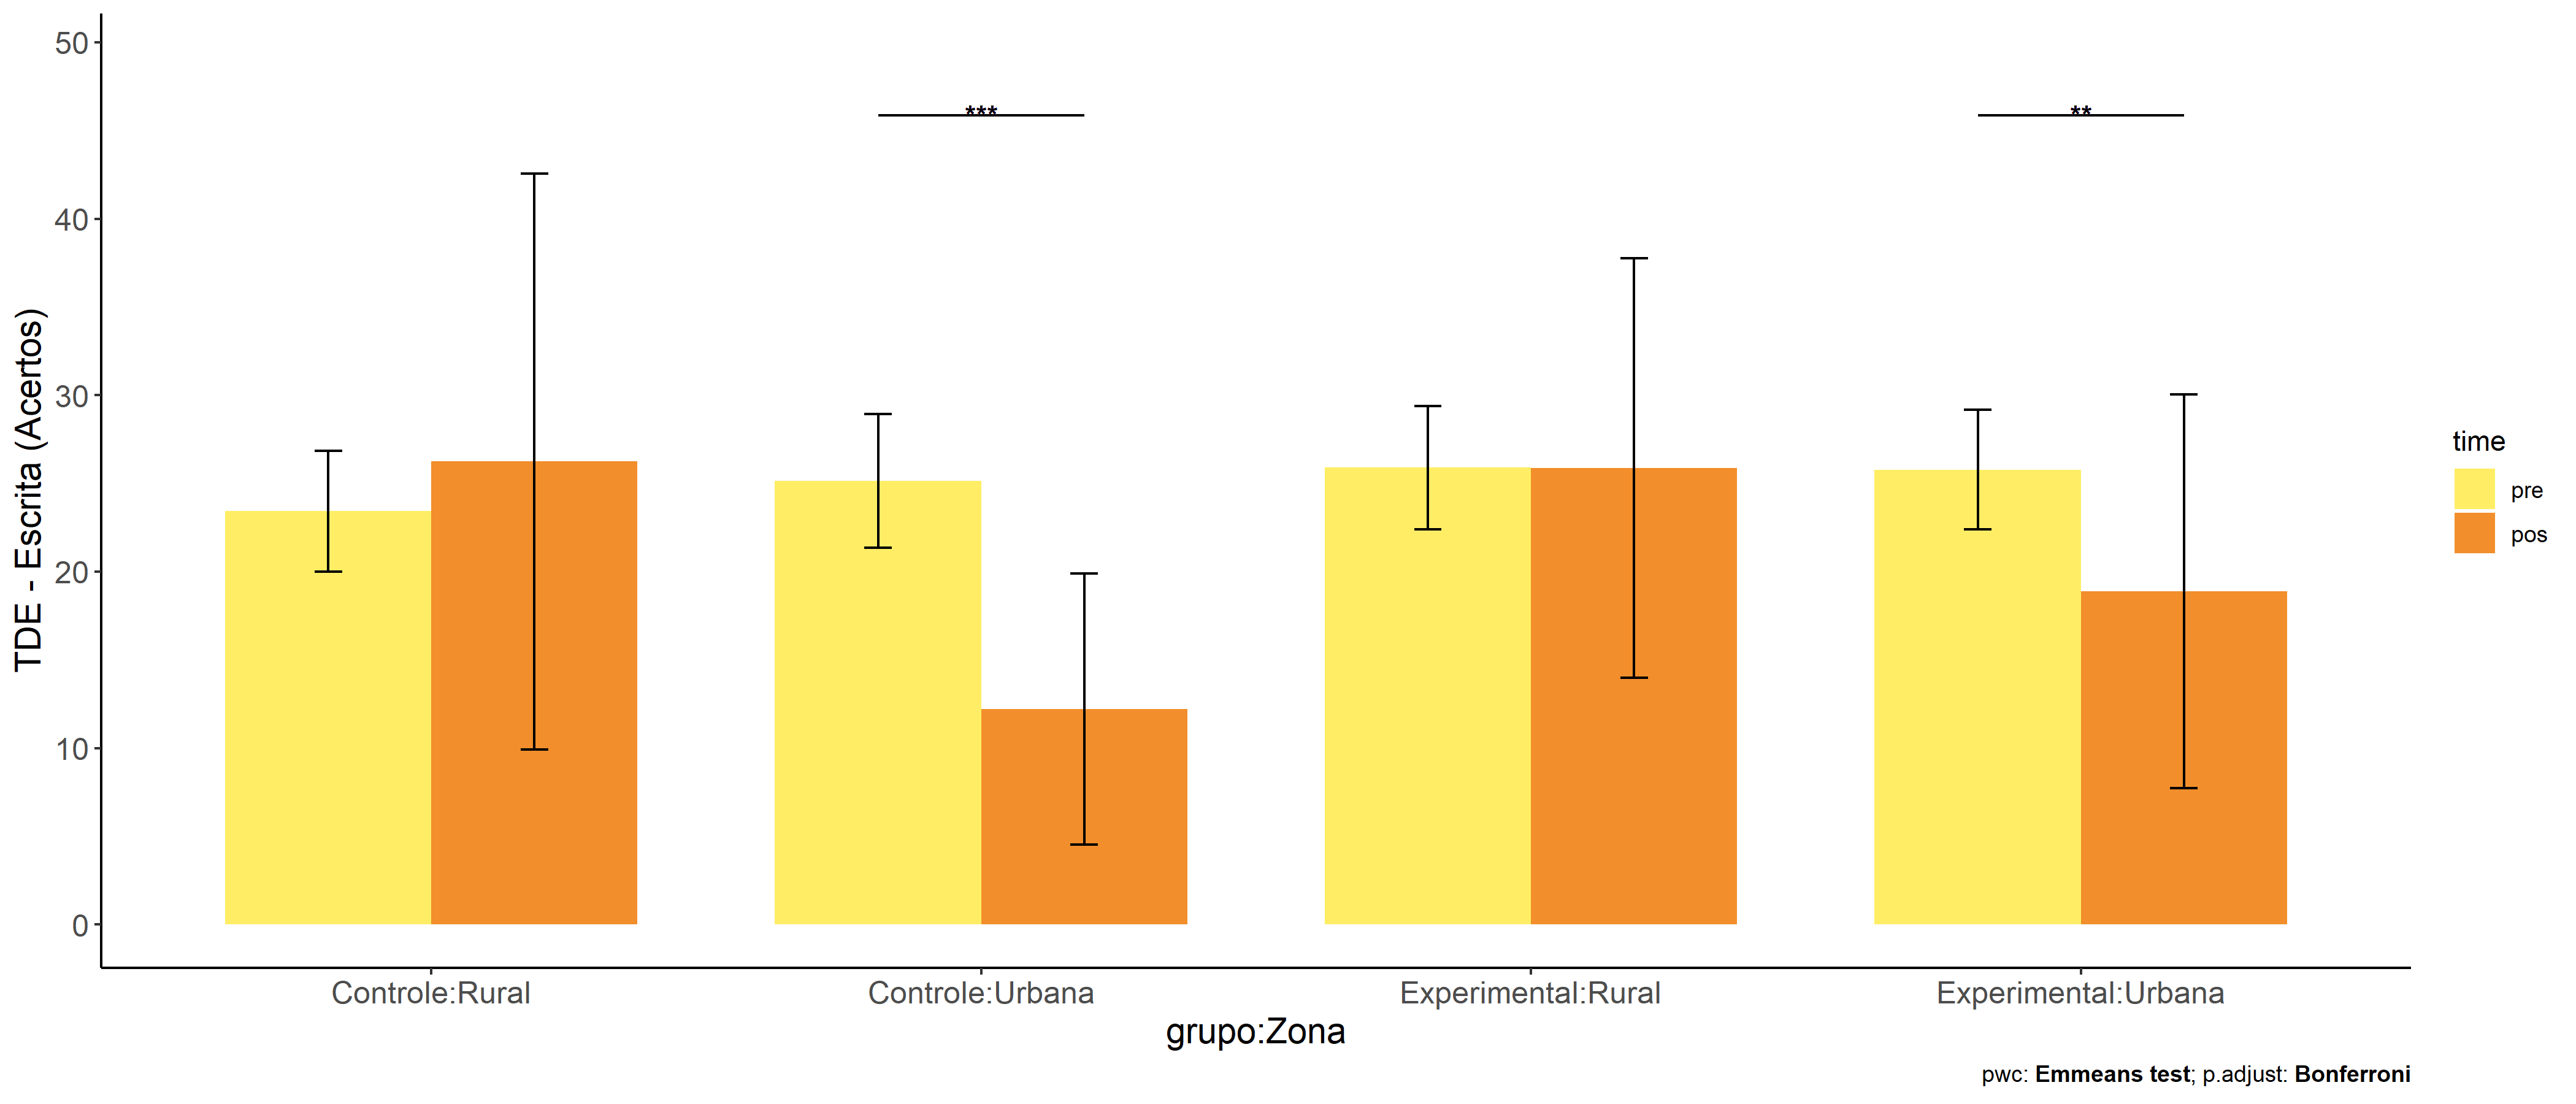 50
40
30
20
10
0
TDE - Escrita (Acertos)
***
**
Controle:Rural
Controle:Urbana
Experimental:Rural
Experimental:Urbana
grupo:Zona
time
pre
pos
pwc: Emmeans test; p.adjust: Bonferroni